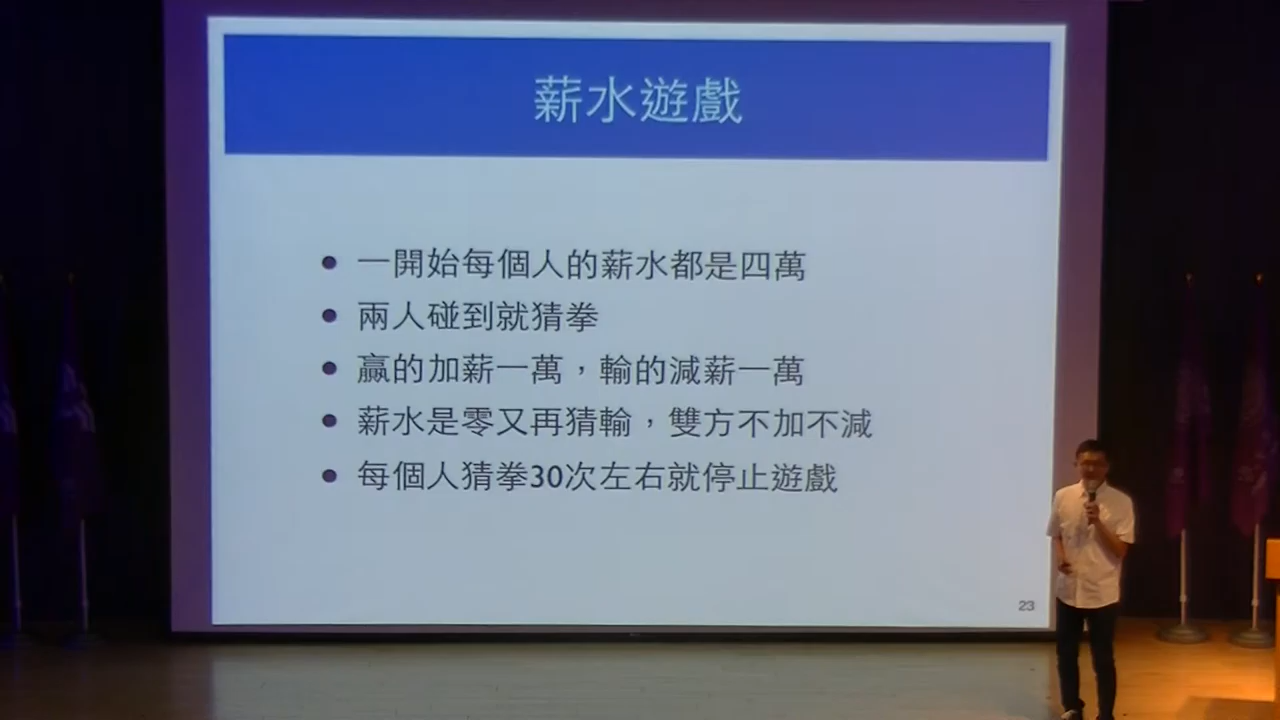 薪水遊戲
一開始每個人的薪水都是四萬
兩人碰到就猜拳
贏的加薪一萬，輸的減薪一萬
薪水是零又再猜輸，雙方不加不減
每個人猜拳30次左右就停止遊戲
23